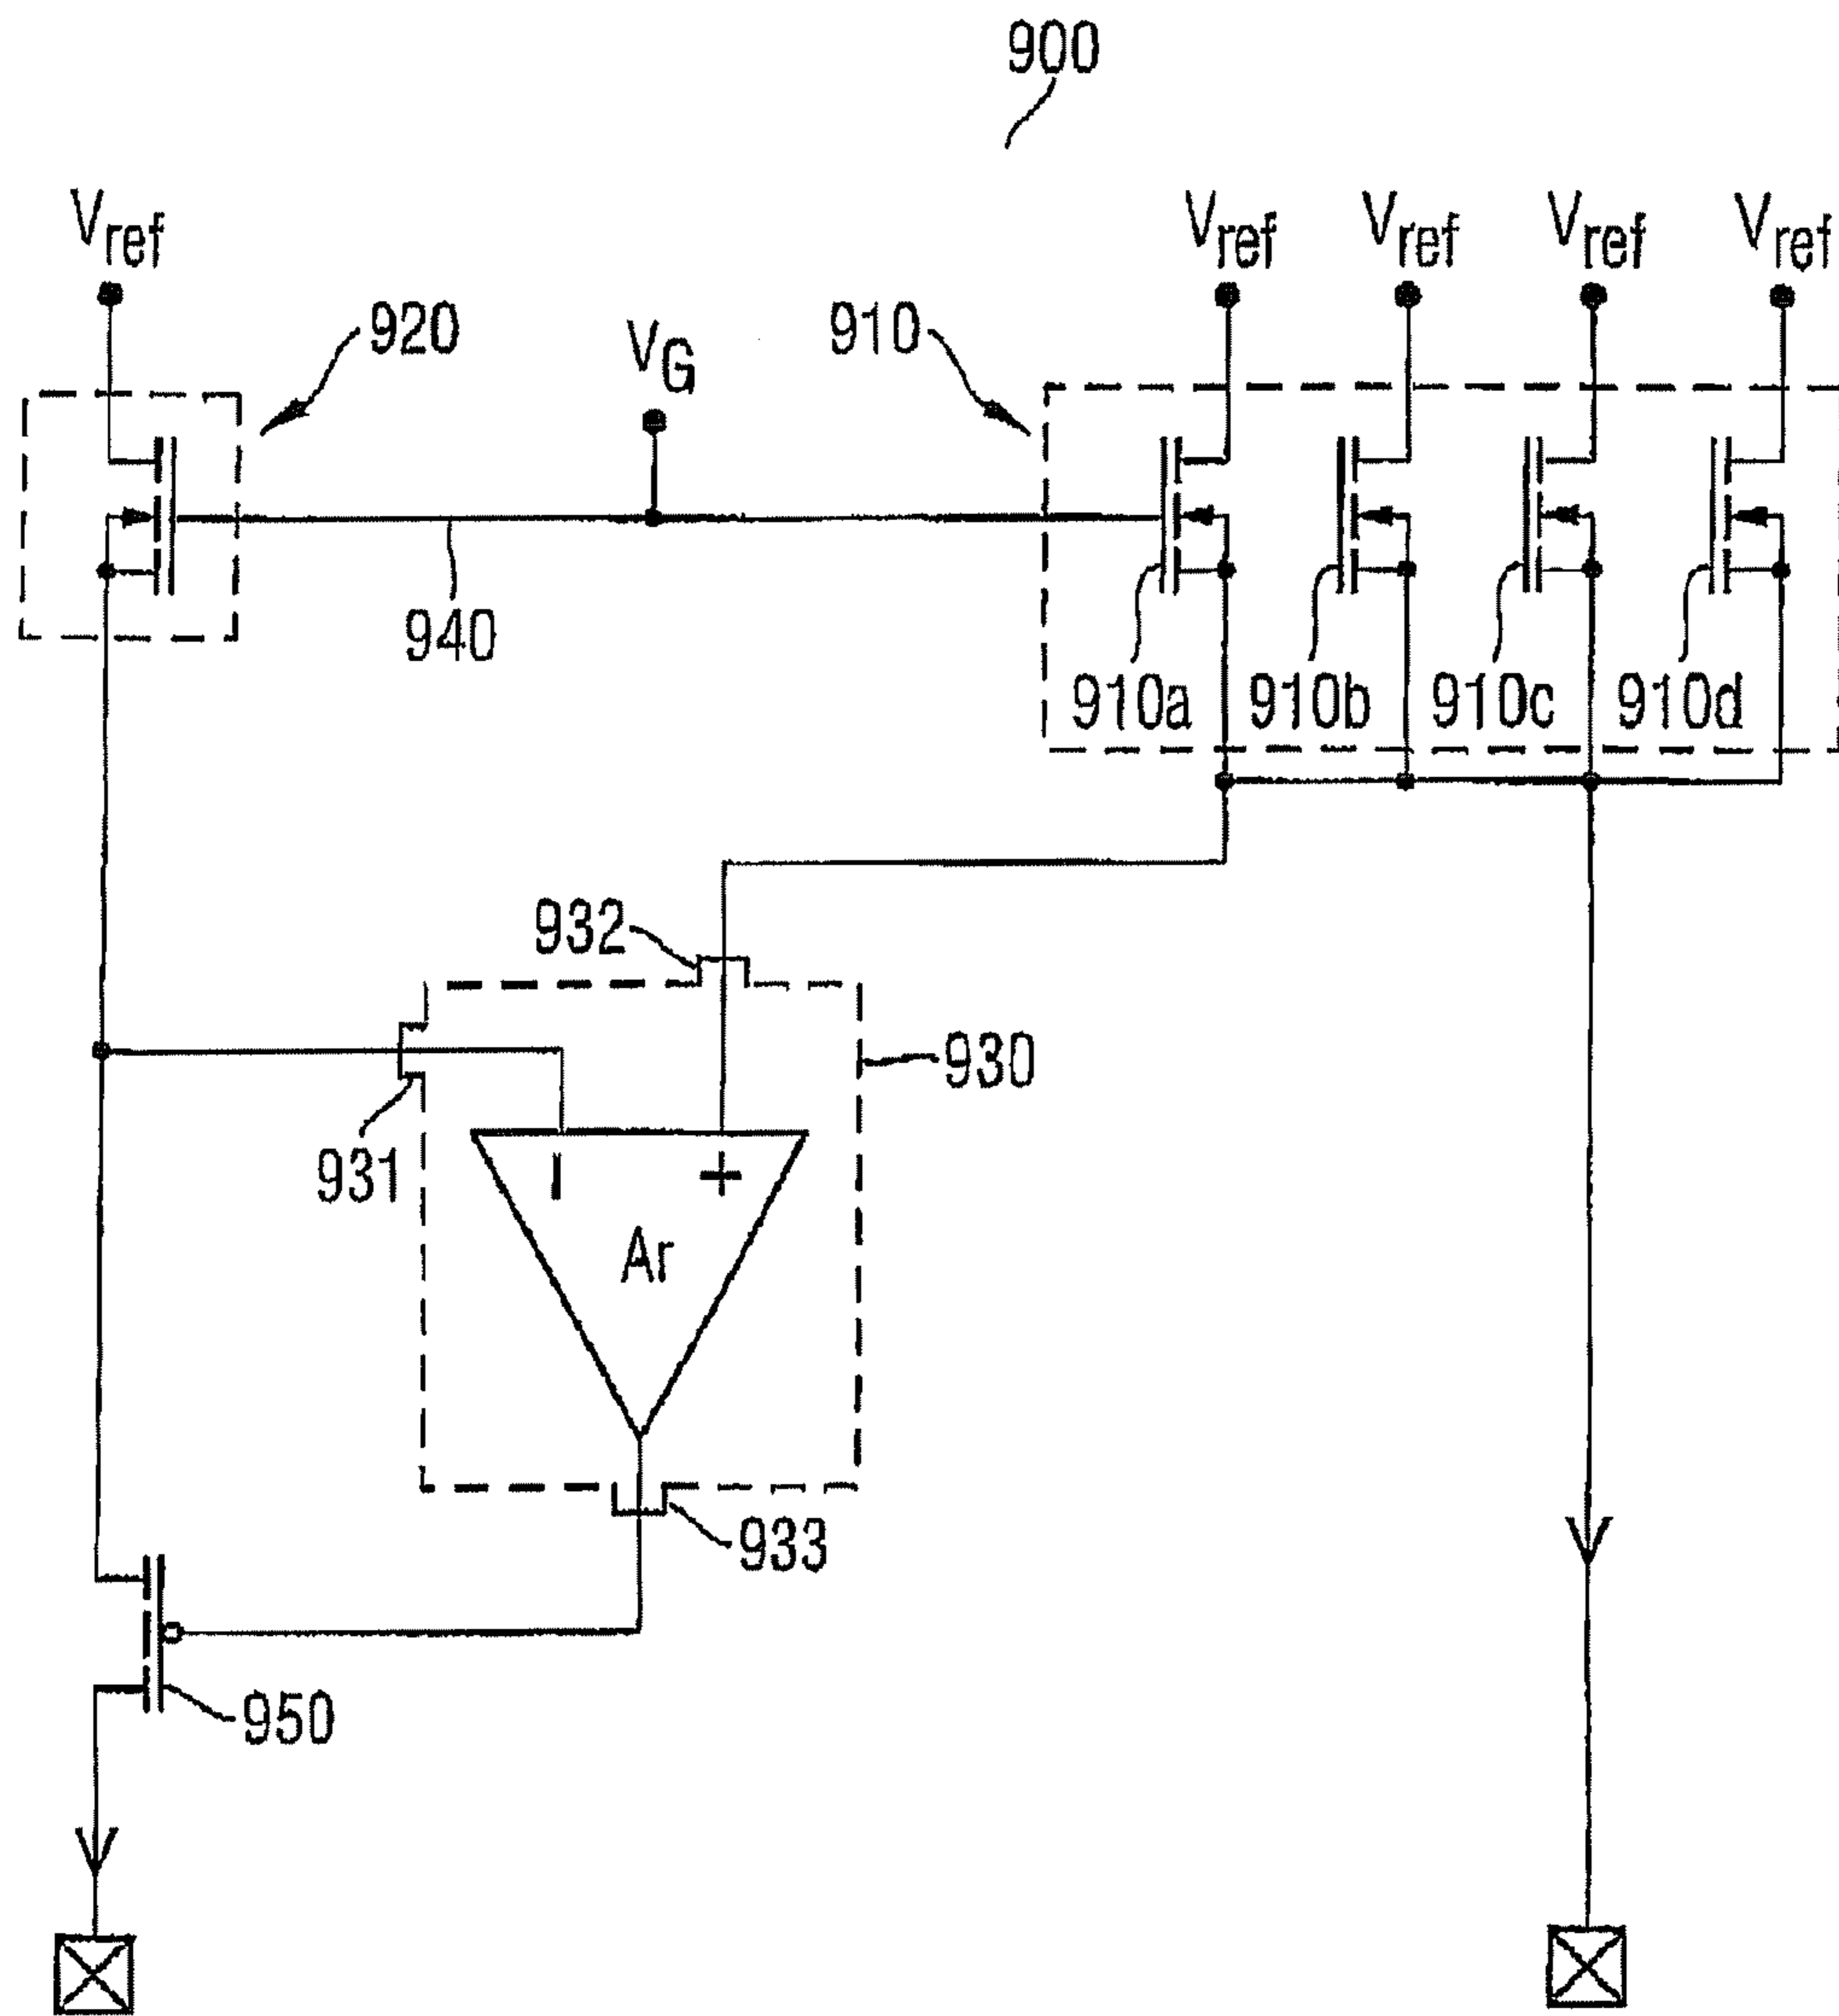 900
Vref
Vref
Vref
Vref
Vref
920
VG
910
940
910a
910b
910c
910d
932
930
931
− +
Ar
933
950